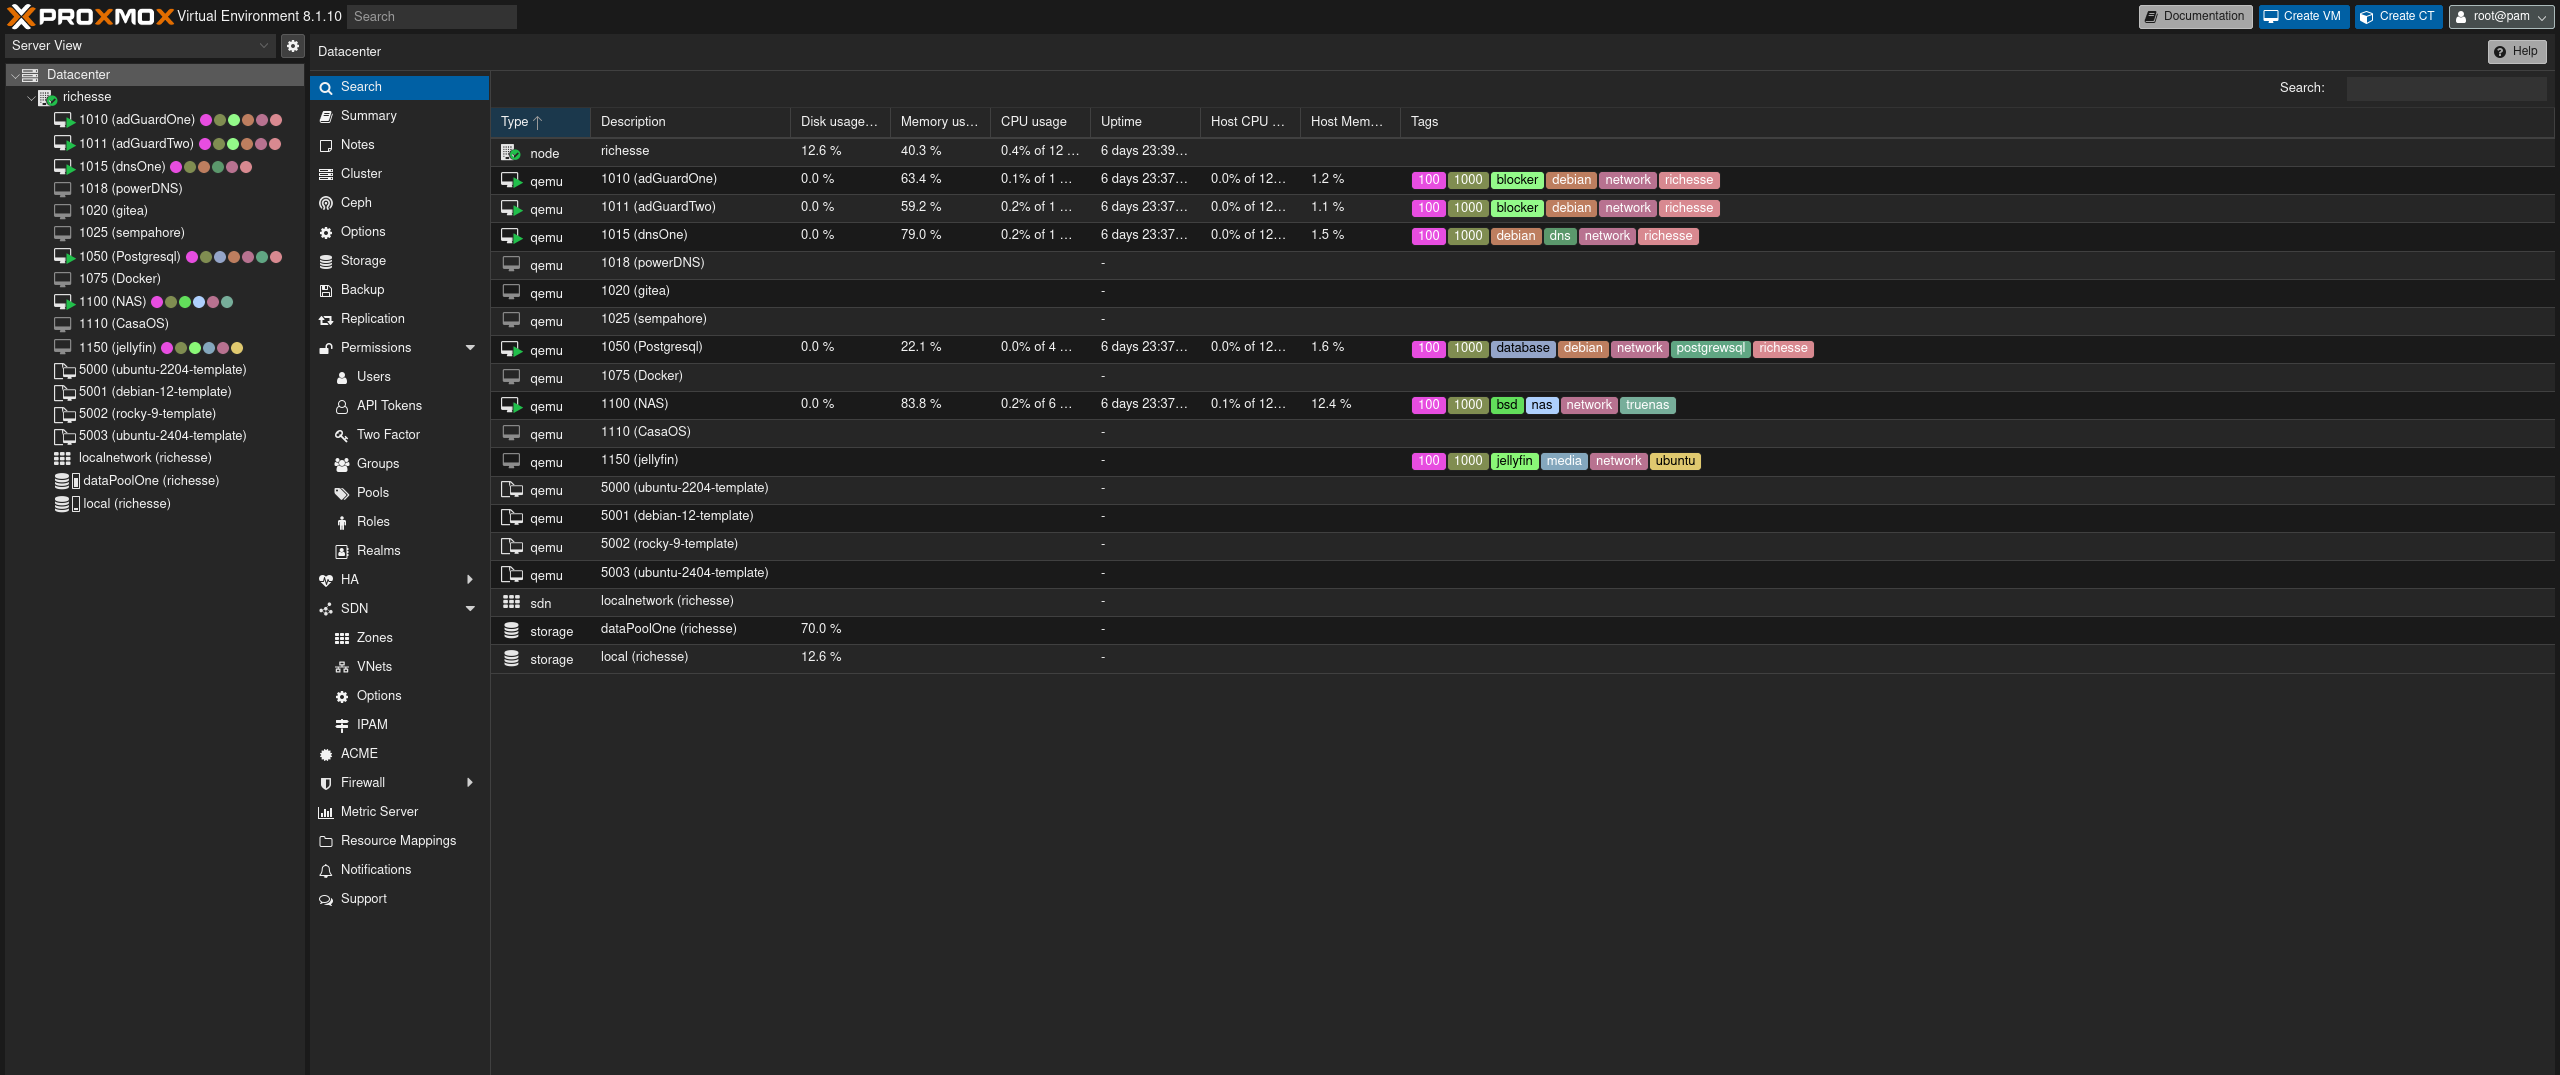 PROXMOX Virtual Environment 8.1.10 Search Documentation Create VM Create CT root@pam
Server View
Datacenter
richesse
1010 (adGuardOne)
1011 (adGuardTwo)
1015 (dnsOne)
1018 (powerDNS)
1020 (gitea)
1025 (sempahore)
1050 (Postgresql)
1075 (Docker)
1100 (NAS)
1110 (CasaOS)
1150 (jellyfin)
5000 (ubuntu-2204-template)
5001 (debian-12-template)
5002 (rocky-9-template)
5003 (ubuntu-2404-template)
localnetwork (richesse)
dataPoolOne (richesse)
local (richesse)
Datacenter Help
Search
Summary
Notes
Cluster
Ceph
Options
Storage
Backup
Replication
Permissions
Users
API Tokens
Two Factor
Groups
Pools
Roles
Realms
HA
SDN
Zones
VNets
Options
IPAM
ACME
Firewall
Metric Server
Resource Mappings
Notifications
Support
Search:
Type Description Disk usage... Memory us... CPU usage Uptime Host CPU ... Host Mem... Tags
node richesse 12.6 % 40.3 % 0.4% of 12 ... 6 days 23:39...
qemu 1010 (adGuardOne) 0.0 % 63.4 % 0.1% of 1 ... 6 days 23:37... 0.0% of 12... 1.2 % 100 1000 blocker debian network richesse
qemu 1011 (adGuardTwo) 0.0 % 59.2 % 0.2% of 1 ... 6 days 23:37... 0.0% of 12... 1.1 % 100 1000 blocker debian network richesse
qemu 1015 (dnsOne) 0.0 % 79.0 % 0.2% of 1 ... 6 days 23:37... 0.0% of 12... 1.5 % 100 1000 debian dns network richesse
qemu 1018 (powerDNS) -
qemu 1020 (gitea) -
qemu 1025 (sempahore) -
qemu 1050 (Postgresql) 0.0 % 22.1 % 0.0% of 4 ... 6 days 23:37... 0.0% of 12... 1.6 % 100 1000 database debian network postgrewsql richesse
qemu 1075 (Docker) -
qemu 1100 (NAS) 0.0 % 83.8 % 0.2% of 6 ... 6 days 23:37... 0.1% of 12... 12.4 % 100 1000 bsd nas network truenas
qemu 1110 (CasaOS) -
qemu 1150 (jellyfin) - 100 1000 jellyfin media network ubuntu
qemu 5000 (ubuntu-2204-template) -
qemu 5001 (debian-12-template) -
qemu 5002 (rocky-9-template) -
qemu 5003 (ubuntu-2404-template) -
sdn localnetwork (richesse) -
storage dataPoolOne (richesse) 70.0 % -
storage local (richesse) 12.6 % -